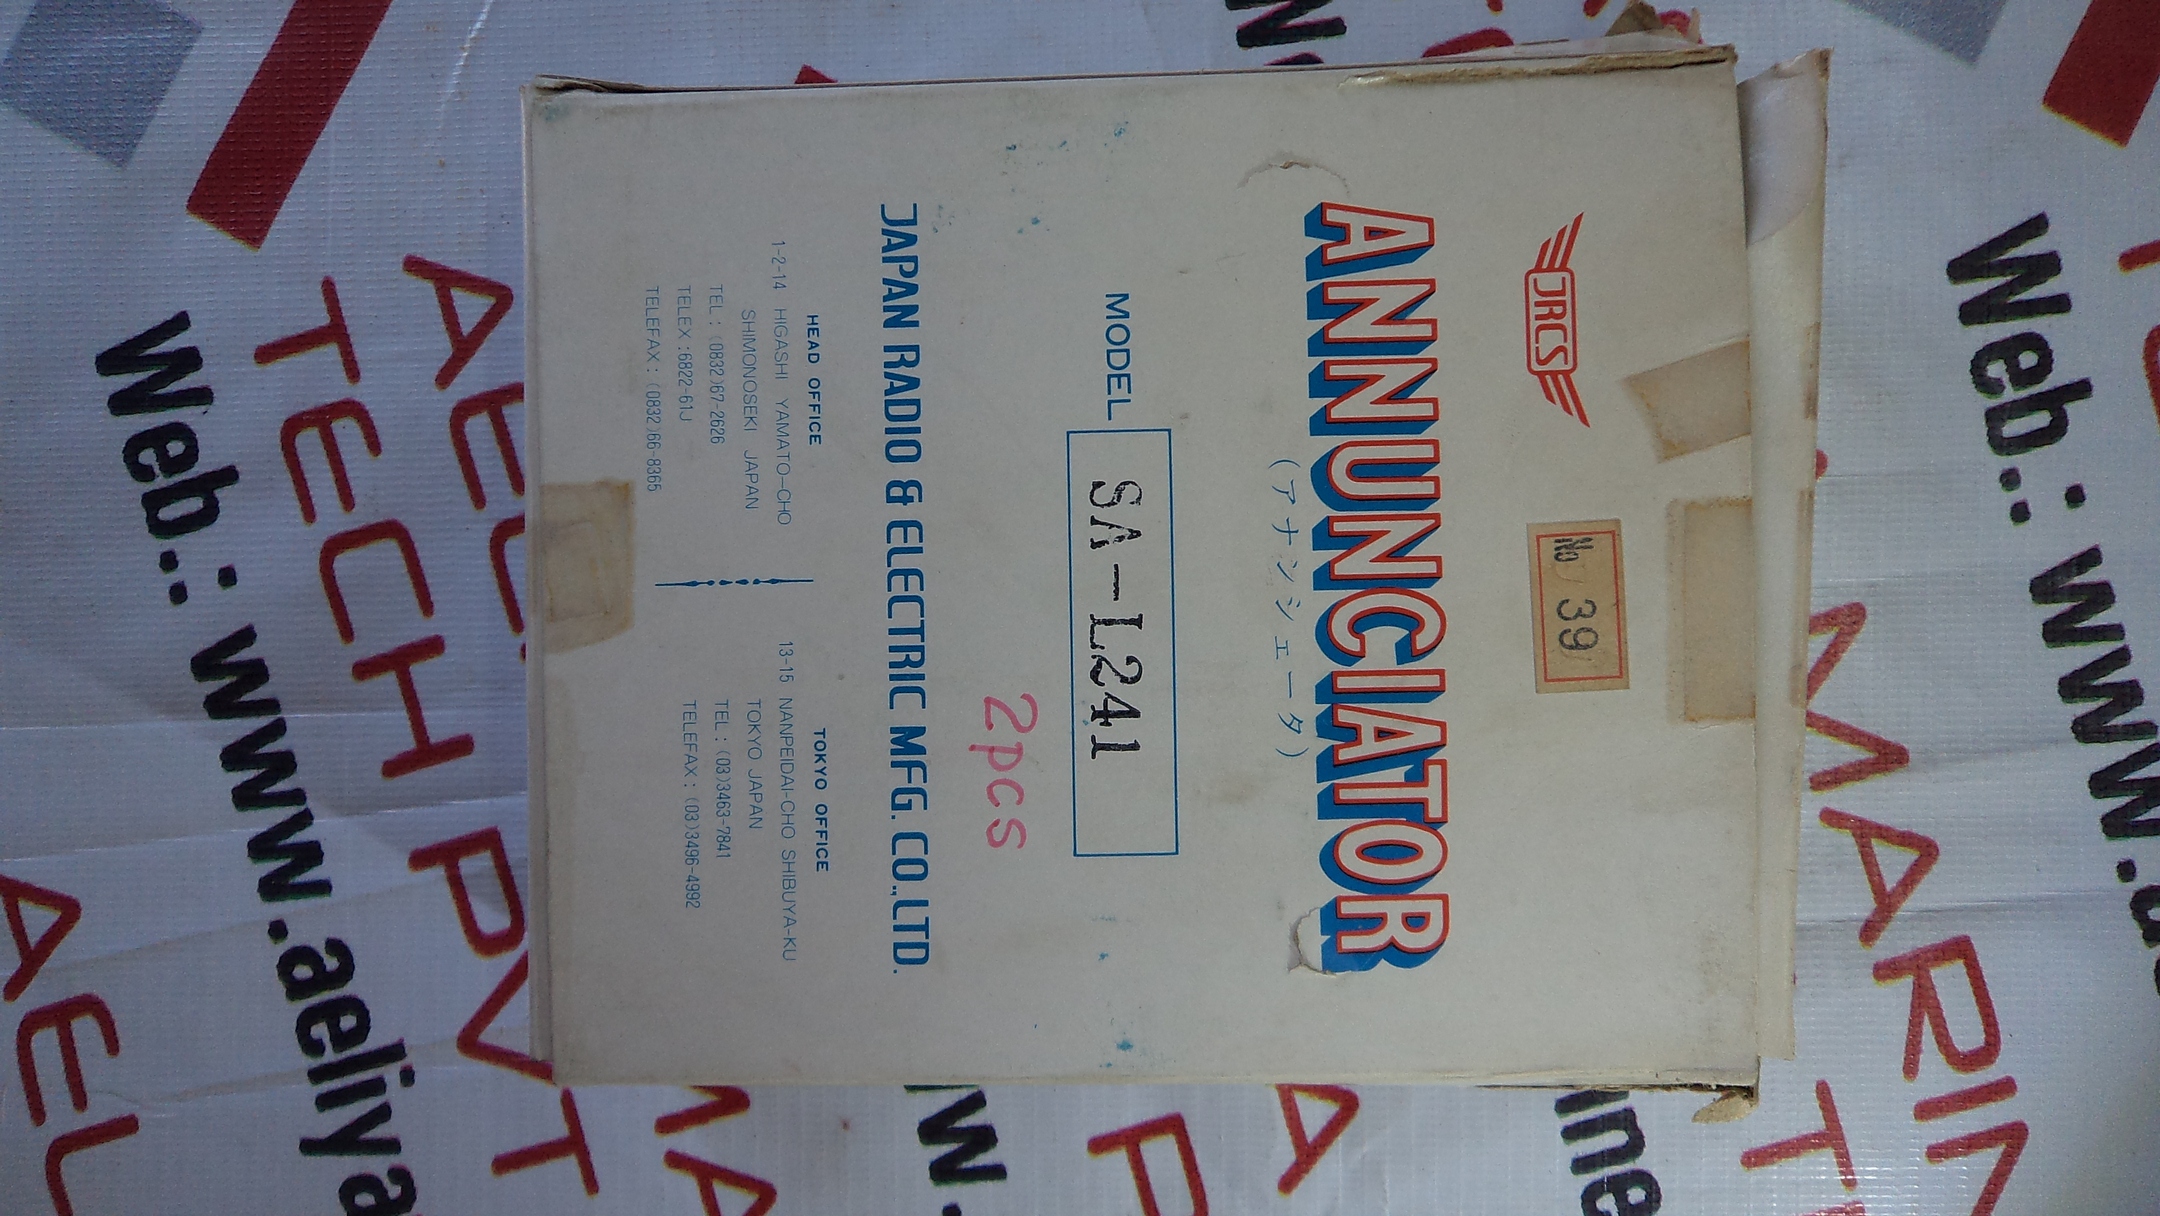 JRCS
No 39
ANNUNCIATOR
(アナンシェータ)
MODEL SA-L241
2pcs
JAPAN RADIO & ELECTRIC MFG. CO.,LTD.
HEAD OFFICE
1-2-14 HIGASHI YAMATO-CHO
SHIMONOSEKI JAPAN
TEL : (0832)67-2626
TELEX :6822-61J
TELEFAX : (0832)66-8365
TOKYO OFFICE
13-15 NANPEIDAI-CHO SHIBUYA-KU
TOKYO JAPAN
TEL : (03)3463-7841
TELEFAX : (03)3496-4992
TECH PVT
Web.: www.aeliya
Web.: www.a
MARIN
AEL